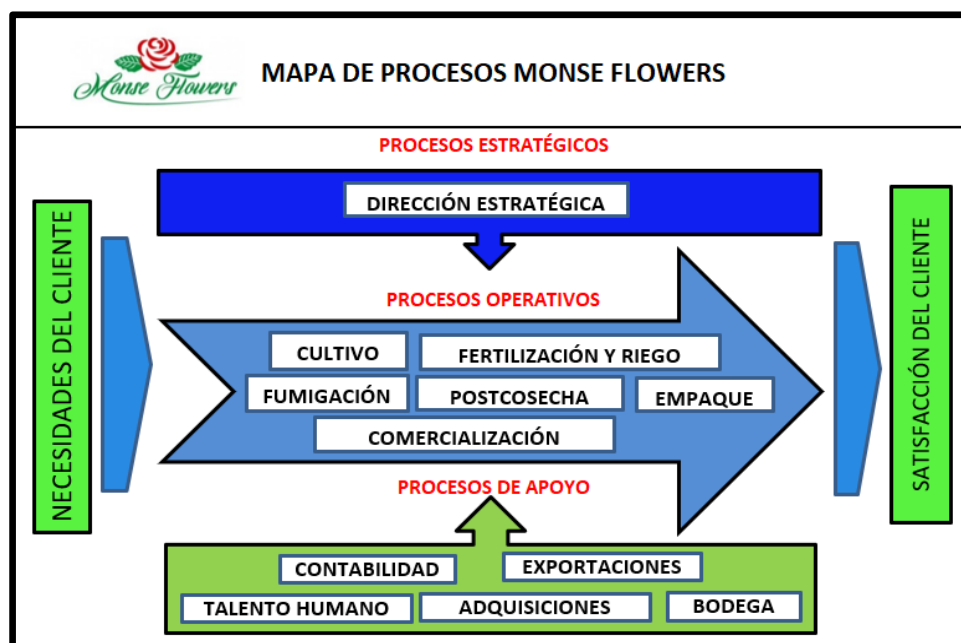 Monse Flowers
MAPA DE PROCESOS MONSE FLOWERS
PROCESOS ESTRATÉGICOS
DIRECCIÓN ESTRATÉGICA
NECESIDADES DEL CLIENTE
PROCESOS OPERATIVOS
CULTIVO
FERTILIZACIÓN Y RIEGO
FUMIGACIÓN
POSTCOSECHA
EMPAQUE
COMERCIALIZACIÓN
SATISFACCIÓN DEL CLIENTE
PROCESOS DE APOYO
CONTABILIDAD
EXPORTACIONES
TALENTO HUMANO
ADQUISICIONES
BODEGA